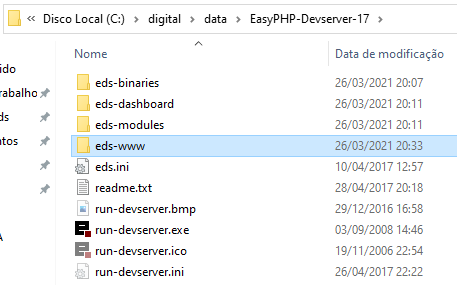 « Disco Local (C:) > digital > data > EasyPHP-Devserver-17 >
Nome Data de modificação
eds-binaries 26/03/2021 20:07
eds-dashboard 26/03/2021 20:11
eds-modules 26/03/2021 20:11
eds-www 26/03/2021 20:33
eds.ini 10/04/2017 12:57
readme.txt 28/04/2017 20:18
run-devserver.bmp 29/12/2016 16:58
run-devserver.exe 03/09/2008 14:46
run-devserver.ico 19/11/2006 22:54
run-devserver.ini 26/04/2017 22:22
ido
rabalho
ds
ntos
A